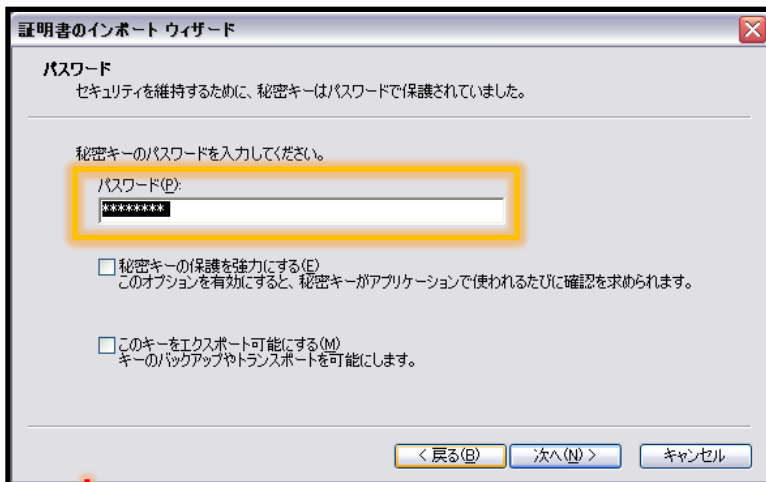 証明書のインポート ウィザード
パスワード
セキュリティを維持するために、秘密キーはパスワードで保護されていました。
秘密キーのパスワードを入力してください。
パスワード(P):
********
秘密キーの保護を強力にする(E)
このオプションを有効にすると、秘密キーがアプリケーションで使われるたびに確認を求められます。
このキーをエクスポート可能にする(M)
キーのバックアップやトランスポートを可能にします。
< 戻る(B) 次へ(N) > キャンセル